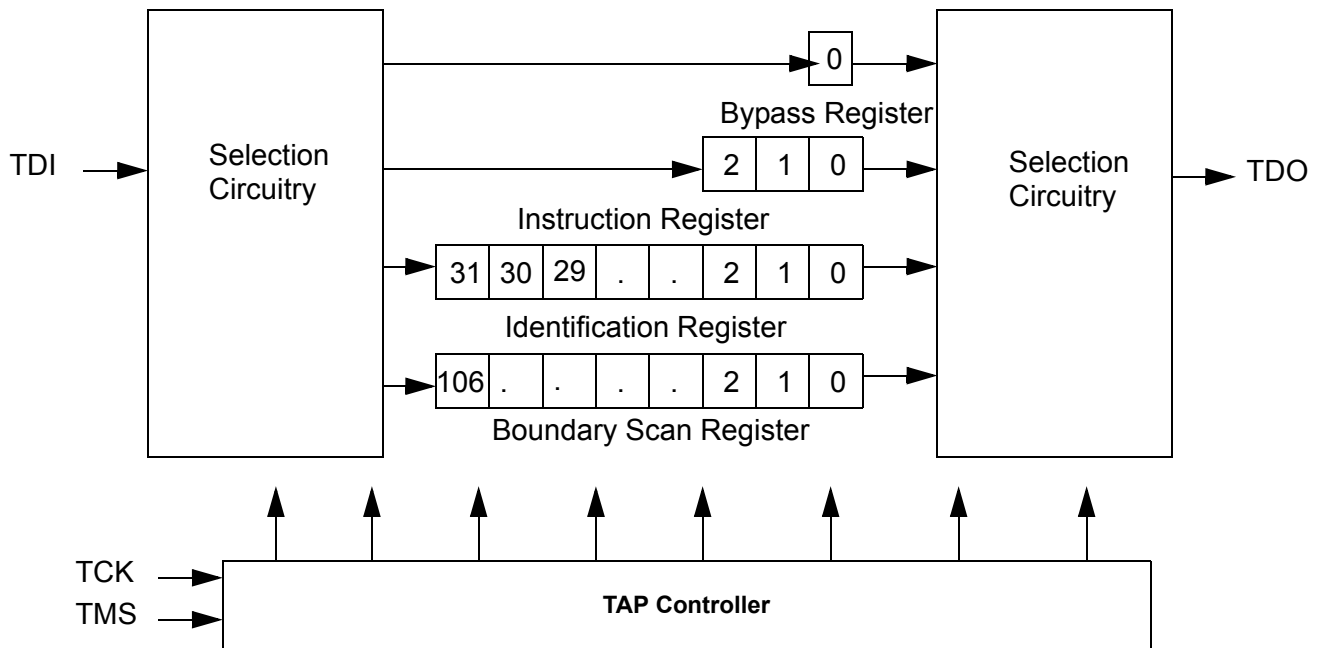 0
Bypass Register
TDI
Selection
Circuitry
2 1 0
Selection
Circuitry
TDO
Instruction Register
31 30 29 . . 2 1 0
Identification Register
106 . . . . 2 1 0
Boundary Scan Register
TCK
TMS
TAP Controller